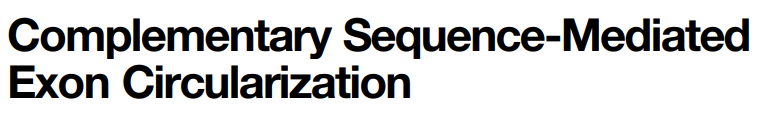 Complementary Sequence-Mediated
Exon Circularization